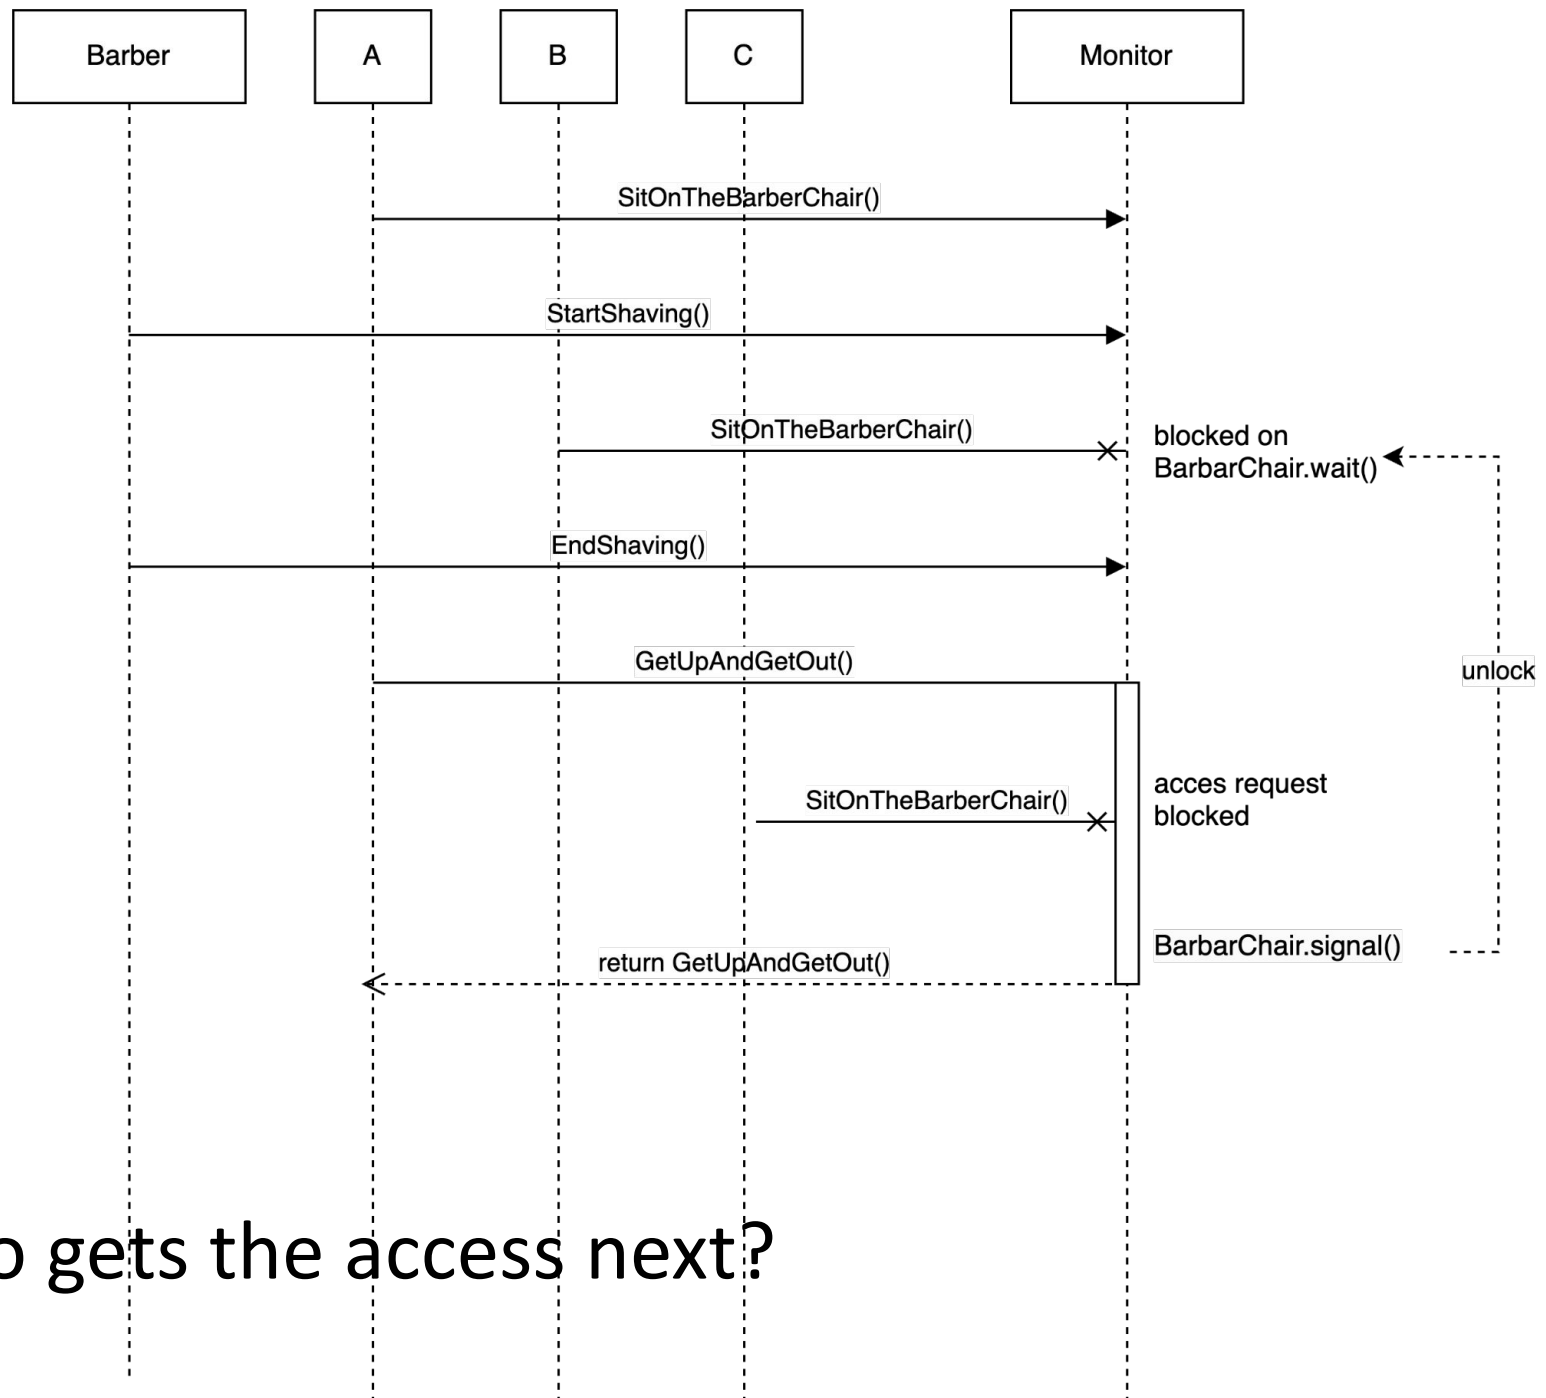 Barber
A
B
C
Monitor
SitOnTheBarberChair()
StartShaving()
SitOnTheBarberChair()
blocked on
BarbarChair.wait()
EndShaving()
GetUpAndGetOut()
unlock
SitOnTheBarberChair()
acces request
blocked
BarbarChair.signal()
return GetUpAndGetOut()
o gets the access next?